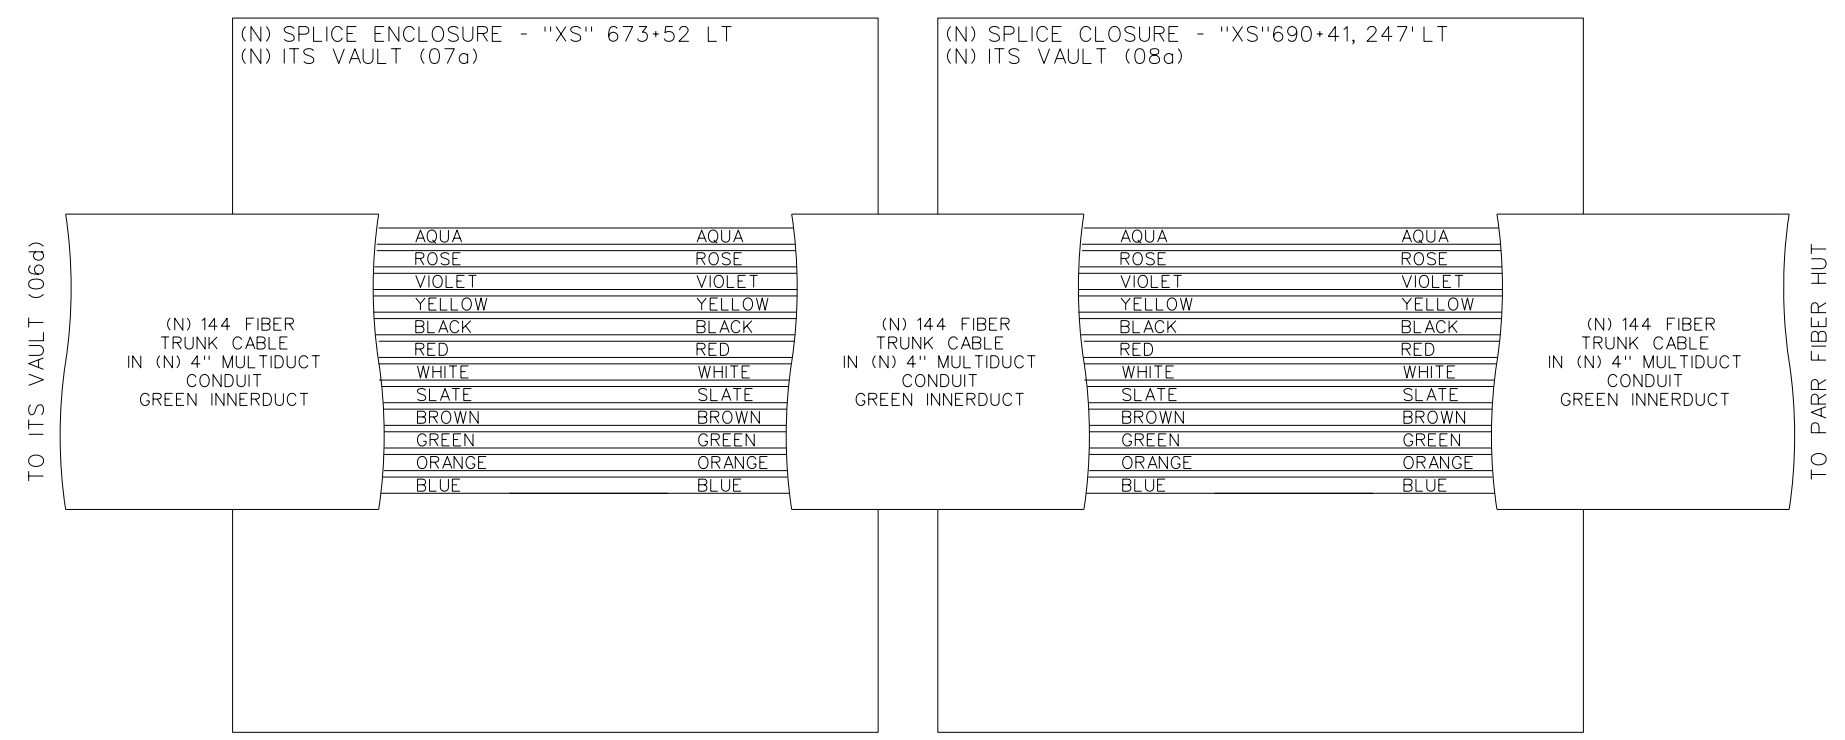 (N) SPLICE ENCLOSURE - "XS" 673+52 LT
(N) ITS VAULT (07a)
(N) SPLICE CLOSURE - "XS"690+41, 247' LT
(N) ITS VAULT (08a)
TO ITS VAULT (06d)
(N) 144 FIBER
TRUNK CABLE
IN (N) 4" MULTIDUCT
CONDUIT
GREEN INNERDUCT
AQUA AQUA
ROSE ROSE
VIOLET VIOLET
YELLOW YELLOW
BLACK BLACK
RED RED
WHITE WHITE
SLATE SLATE
BROWN BROWN
GREEN GREEN
ORANGE ORANGE
BLUE BLUE
(N) 144 FIBER
TRUNK CABLE
IN (N) 4" MULTIDUCT
CONDUIT
GREEN INNERDUCT
AQUA AQUA
ROSE ROSE
VIOLET VIOLET
YELLOW YELLOW
BLACK BLACK
RED RED
WHITE WHITE
SLATE SLATE
BROWN BROWN
GREEN GREEN
ORANGE ORANGE
BLUE BLUE
(N) 144 FIBER
TRUNK CABLE
IN (N) 4" MULTIDUCT
CONDUIT
GREEN INNERDUCT
TO PARR FIBER HUT